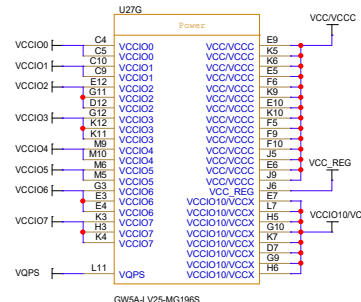 U27G
Power
VCC/VCCC
VCCIO0 C4 VCCIO0 VCC/VCCC E9
C5 VCCIO0 VCC/VCCC K5
VCCIO1 C10 VCCIO1 VCC/VCCC K6
C9 VCCIO1 VCC/VCCC E5
VCCIO2 E12 VCCIO2 VCC/VCCC F6
G11 VCCIO2 VCC/VCCC K9
D12 VCCIO2 VCC/VCCC E10
VCCIO3 G12 VCCIO3 VCC/VCCC K10
K12 VCCIO3 VCC/VCCC F5
K11 VCCIO3 VCC/VCCC F9
VCCIO4 M9 VCCIO4 VCC/VCCC F10
M10 VCCIO4 VCC/VCCC J5
VCCIO5 M6 VCCIO5 VCC/VCCC E6
M5 VCCIO5 VCC/VCCC J9
VCCIO6 G3 VCCIO6 VCC_REG J6 VCC_REG
E3 VCCIO6 VCCIO10/VCCX E7
E4 VCCIO6 VCCIO10/VCCX L7
VCCIO7 K3 VCCIO7 VCCIO10/VCCX H5
H3 VCCIO7 VCCIO10/VCCX G10 VCCIO10/VC
K4 VCCIO7 VCCIO10/VCCX K7
VCCIO10/VCCX D7
VCCIO10/VCCX G9
VQPS L11 VQPS VCCIO10/VCCX H6
GW5A-LV25-MG196S